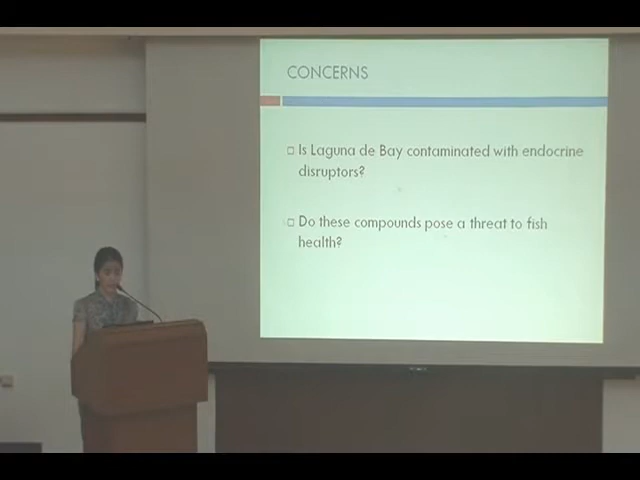 CONCERNS
□ Is Laguna de Bay contaminated with endocrine
disruptors?
□ Do these compounds pose a threat to fish
health?